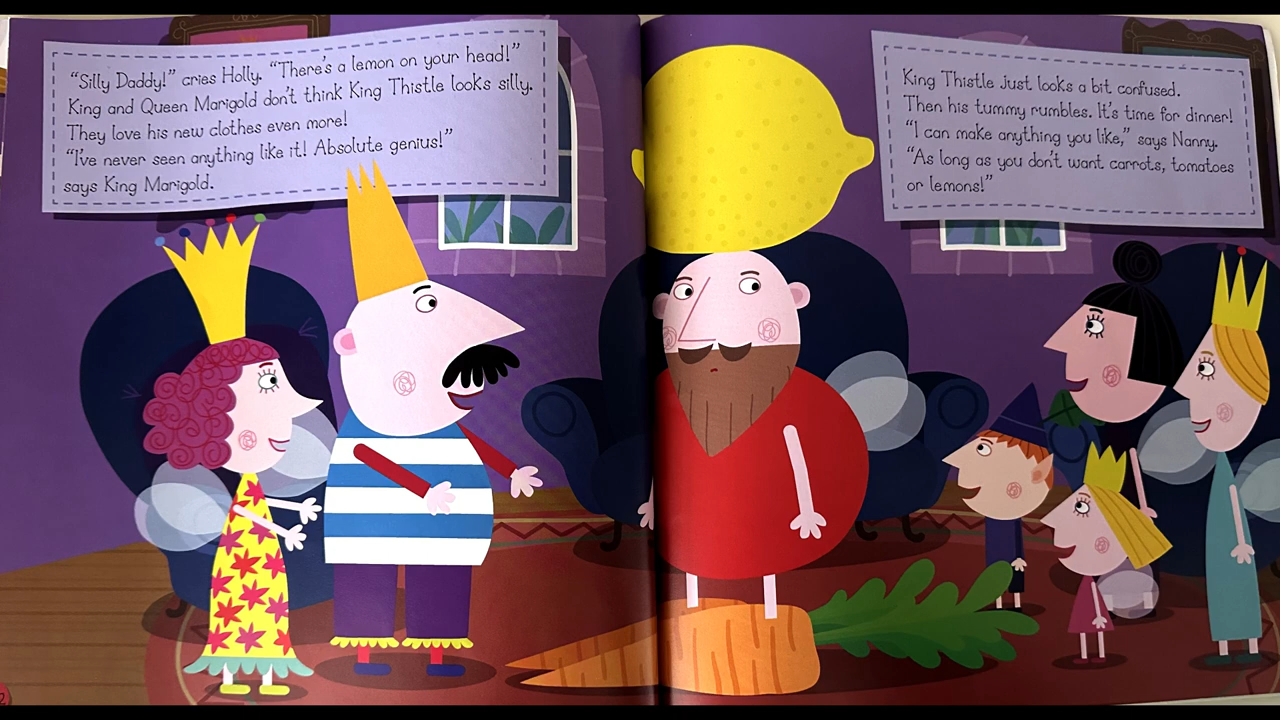 “Silly Daddy!” cries Holly. “There’s a lemon on your head!”
King and Queen Marigold don’t think King Thistle looks silly.
They love his new clothes even more!
“I’ve never seen anything like it! Absolute genius!”
says King Marigold.
King Thistle just looks a bit confused.
Then his tummy rumbles. It’s time for dinner!
“I can make anything you like,” says Nanny.
“As long as you don’t want carrots, tomatoes
or lemons!”